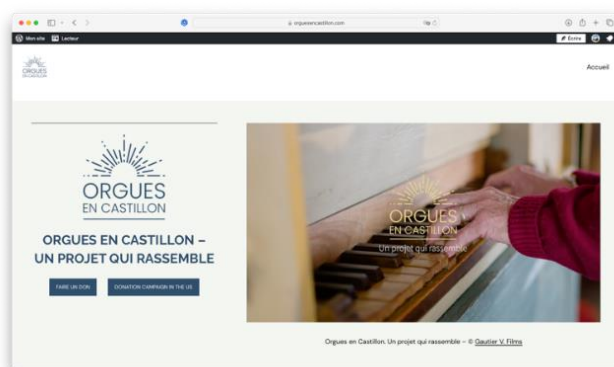 orguesencastillon.com
Mon site
Lecteur
Écrire
ORGUES
EN CASTILLON
Accueil
ORGUES
EN CASTILLON
ORGUES EN CASTILLON –
UN PROJET QUI RASSEMBLE
FAIRE UN DON
DONATION CAMPAIGN IN THE US
ORGUES
EN CASTILLON
Un projet qui rassemble
Orgues en Castillon. Un projet qui rassemble – © Gautier V. Films